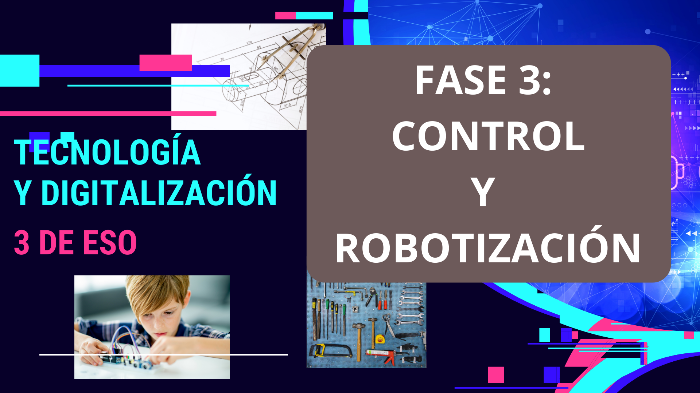 TECNOLOGÍA
Y DIGITALIZACIÓN
3 DE ESO
FASE 3:
CONTROL
Y
ROBOTIZACIÓN